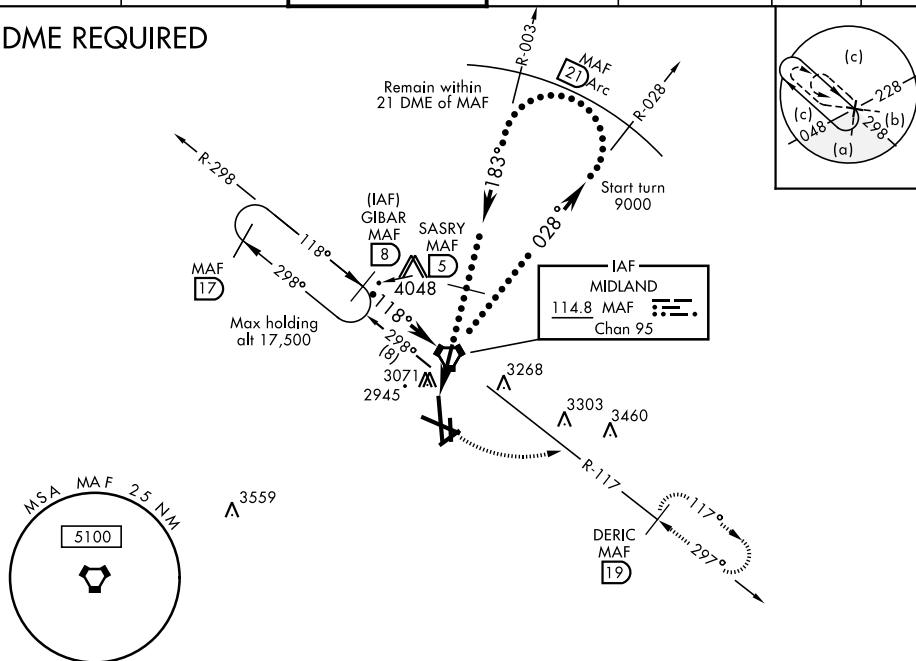 DME REQUIRED
R-003
MAF
21 Arc
Remain within
21 DME of MAF
R-028
183°
Start turn
9000
028°
R-298
(IAF)
GIBAR
MAF
8
SASRY
MAF
5
4048
118°
298°
MAF
17
Max holding
alt 17,500
118°
298°
(8)
IAF
MIDLAND
114.8 MAF
Chan 95
3071
2945
3268
3303
3460
R-117
3559
DERIC
MAF
19
117°
297°
MSA MAF 25 NM
5100
(c)
228
(c)
(b)
048
298
(a)